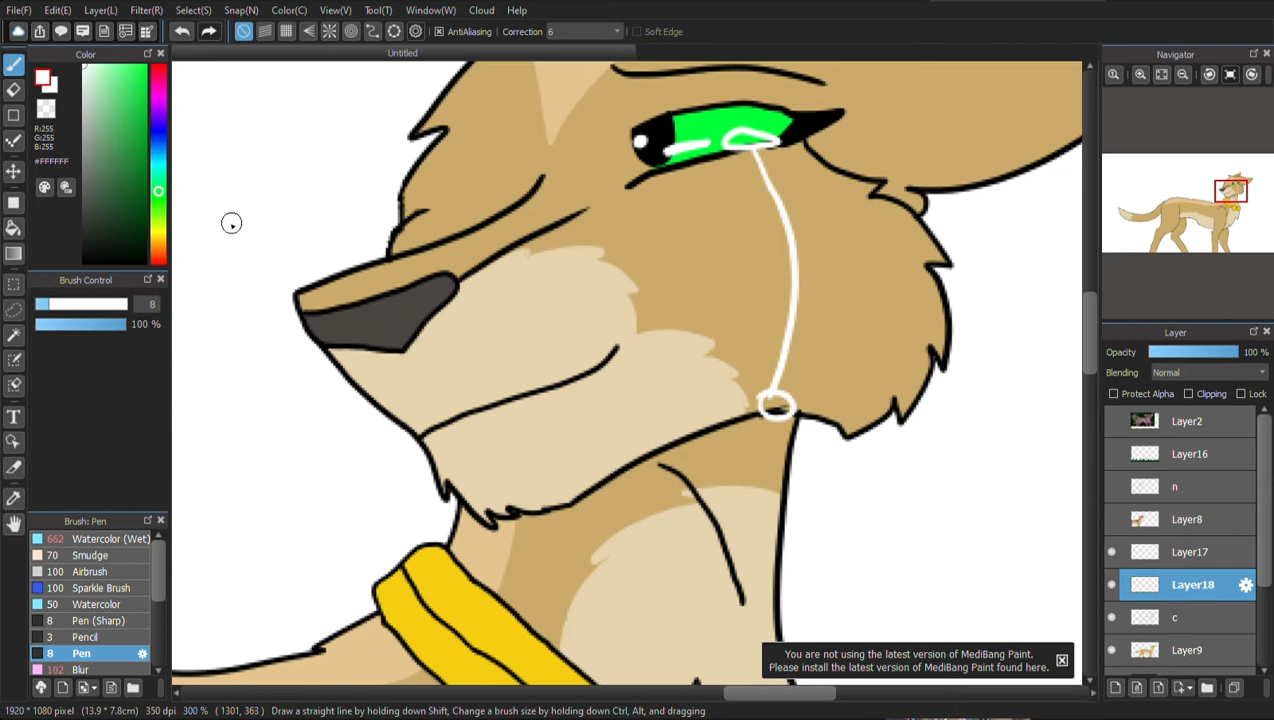 File(F) Edit(E) Layer(L) Filter(R) Select(S) Snap(N) Color(C) View(V) Tool(T) Window(W) Cloud Help
AntiAliasing Correction 6 Soft Edge
Untitled
Color
R:255
G:255
B:255
#FFFFFF
Brush Control
8
100 %
Brush: Pen
662 Watercolor (Wet)
70 Smudge
100 Airbrush
100 Sparkle Brush
50 Watercolor
8 Pen (Sharp)
3 Pencil
8 Pen
102 Blur
T
Navigator
Layer
Opacity 100 %
Blending Normal
Protect Alpha Clipping Lock
Layer2
Layer16
n
Layer8
Layer17
Layer18
c
Layer9
You are not using the latest version of MediBang Paint.
Please install the latest version of MediBang Paint found here.
1920 * 1080 pixel (13.9 * 7.8cm) 350 dpi 300 % ( 1301, 363 ) Draw a straight line by holding down Shift, Change a brush size by holding down Ctrl, Alt, and dragging